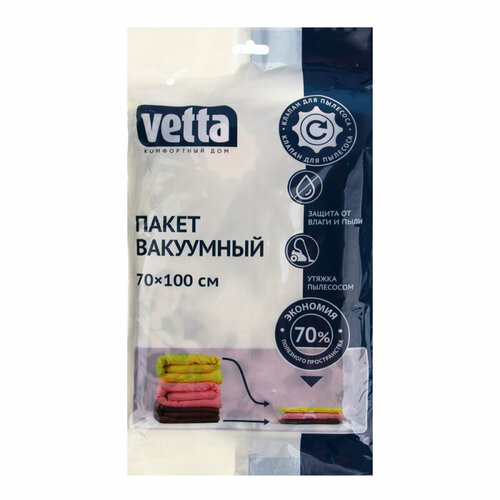 vetta
КОМФОРТНЫЙ ДОМ
КЛАПАН ДЛЯ ПЫЛЕСОСА
КЛАПАН ДЛЯ ПЫЛЕСОСА
ЗАЩИТА ОТ
ВЛАГИ И ПЫЛИ
ПАКЕТ
ВАКУУМНЫЙ
70×100 см
УТЯЖКА
ПЫЛЕСОСОМ
ЭКОНОМИЯ
70%
ПОЛЕЗНОГО ПРОСТРАНСТВА